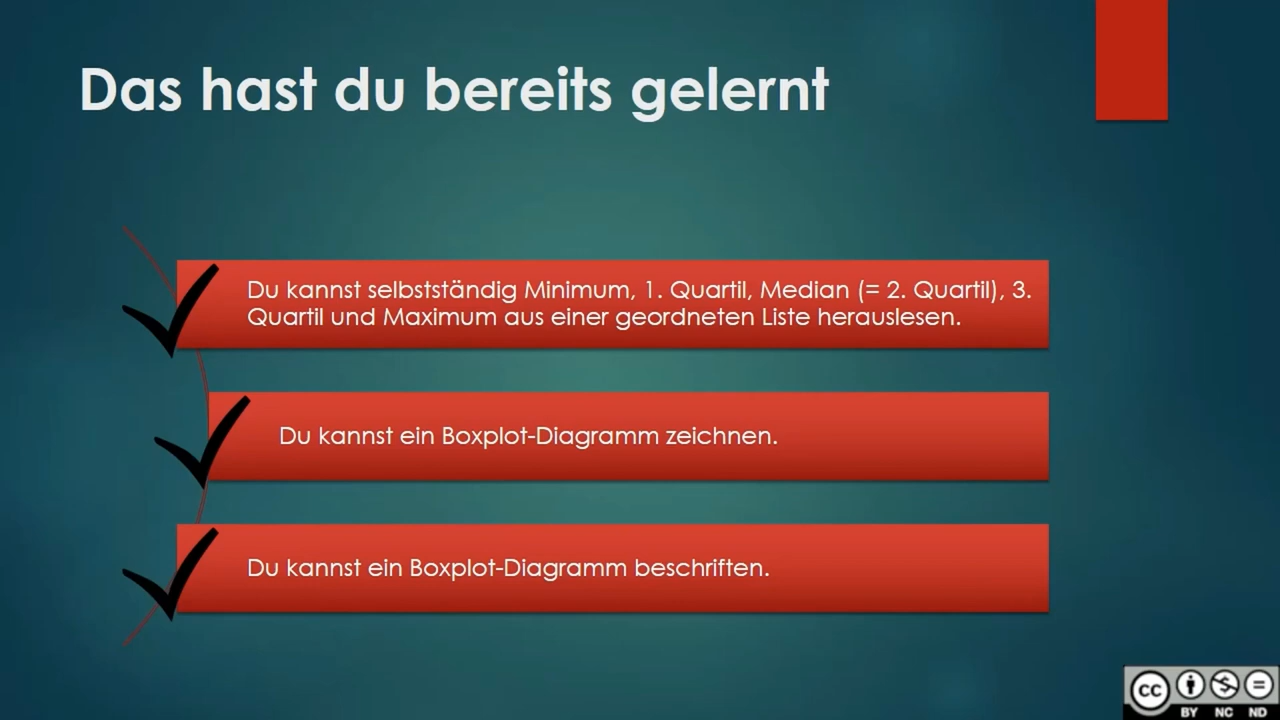 Das hast du bereits gelernt
Du kannst selbstständig Minimum, 1. Quartil, Median (= 2. Quartil), 3.
Quartil und Maximum aus einer geordneten Liste herauslesen.
Du kannst ein Boxplot-Diagramm zeichnen.
Du kannst ein Boxplot-Diagramm beschriften.
cc
BY NC ND